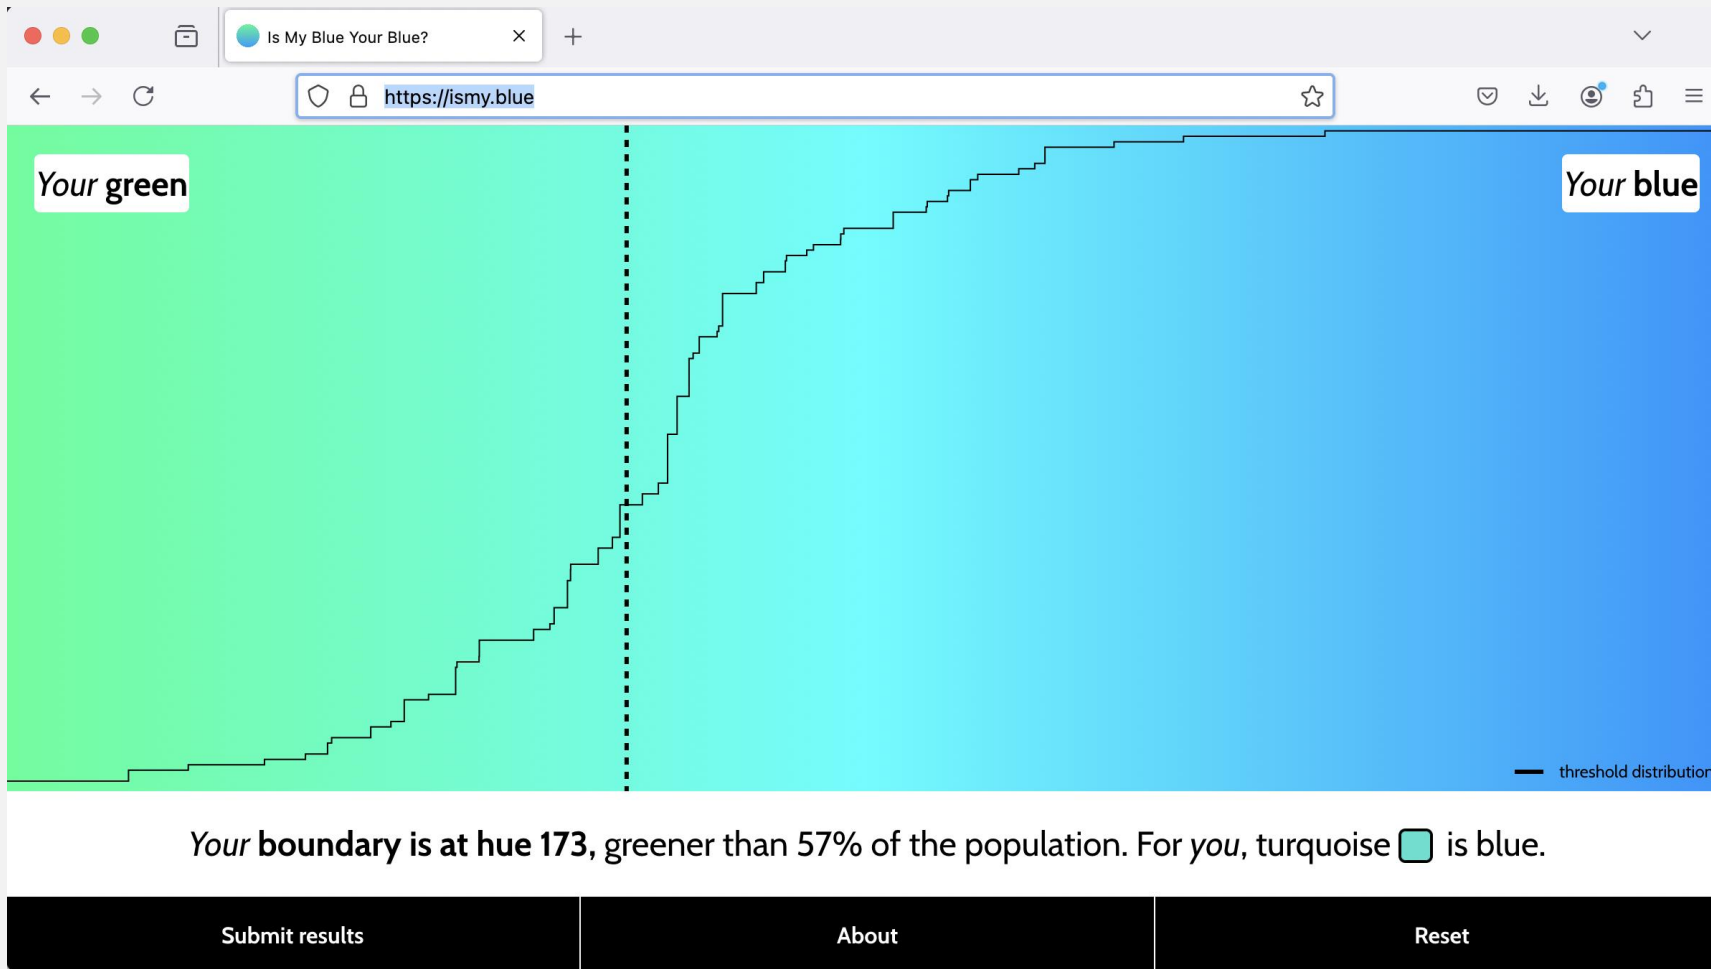 Is My Blue Your Blue?
https://ismy.blue
Your green
Your blue
threshold distribution
Your boundary is at hue 173, greener than 57% of the population. For you, turquoise is blue.
Submit results
About
Reset